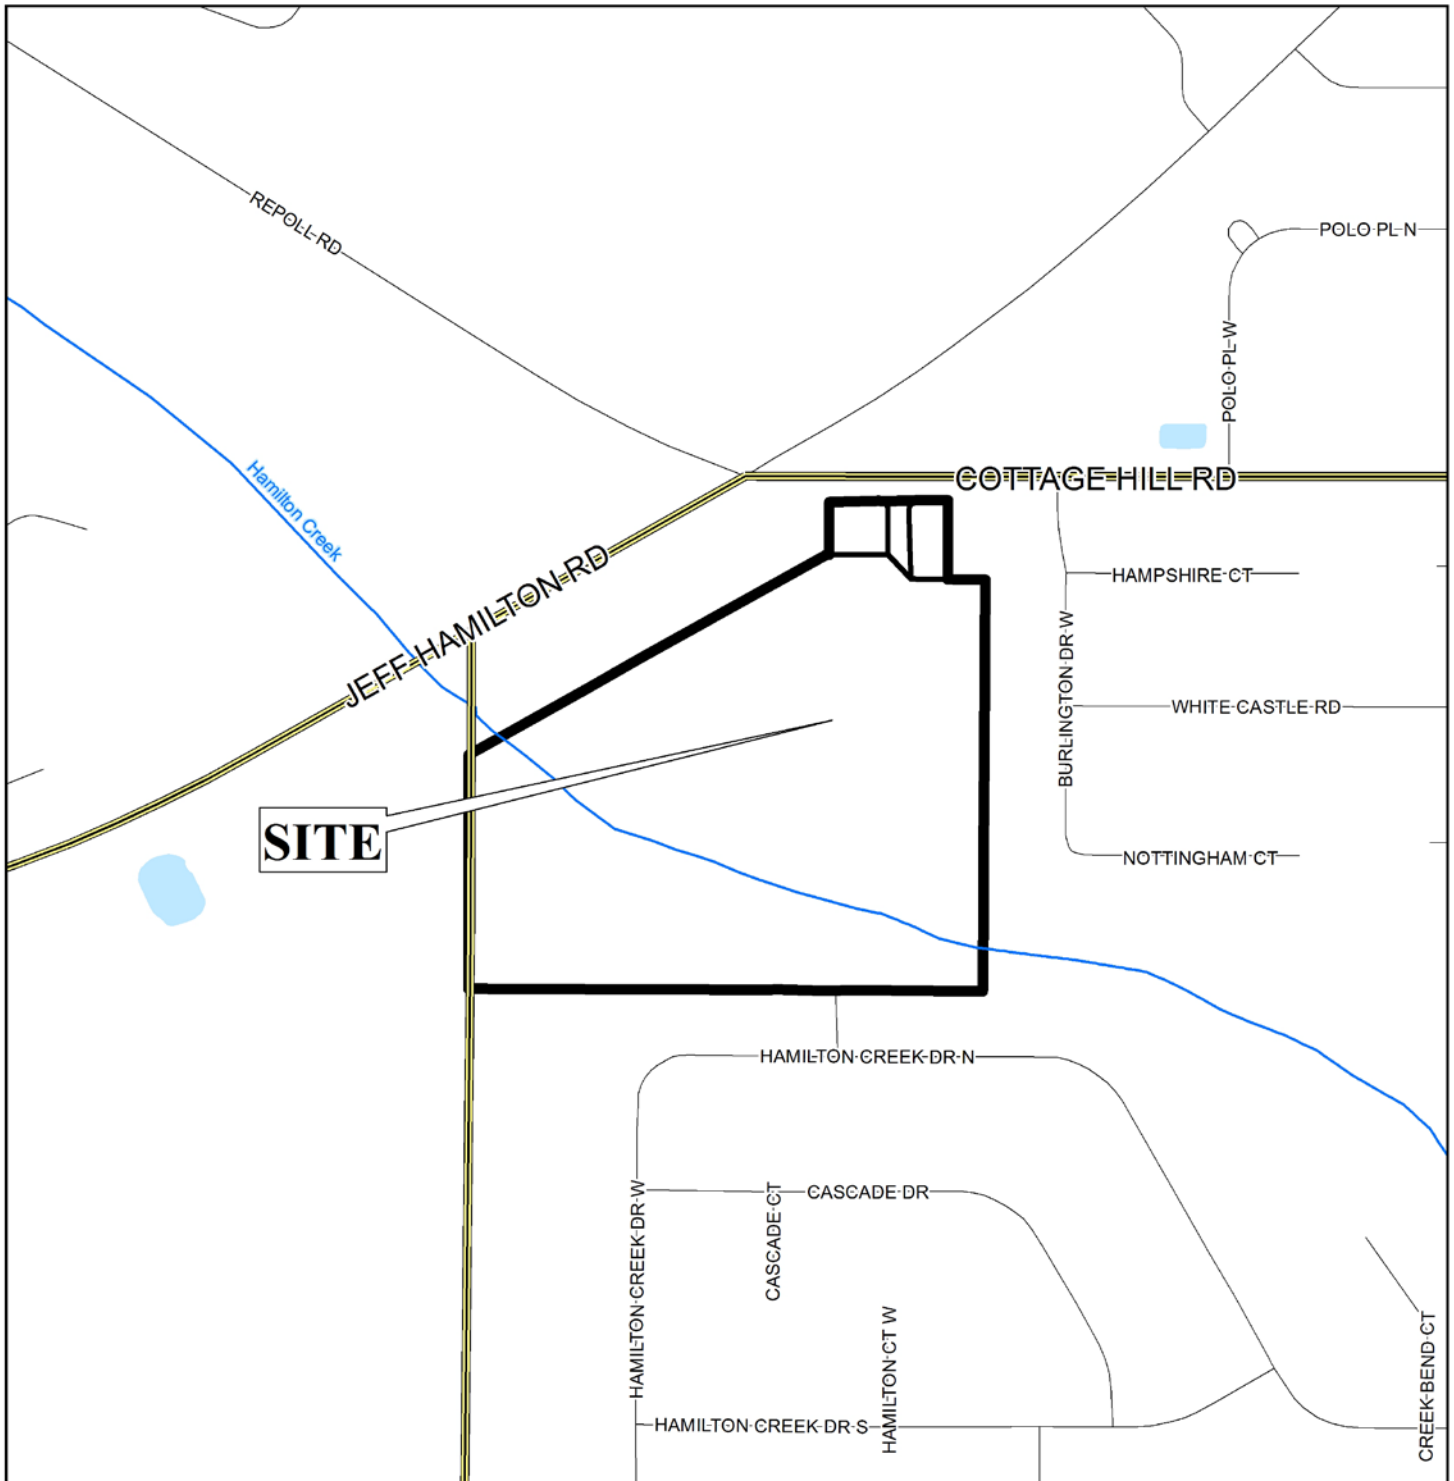 REPOLL RD
POLO PL N
POLO PL W
Hamilton Creek
COTTAGE HILL RD
JEFF HAMILTON RD
HAMPSHIRE CT
BURLINGTON DR W
WHITE CASTLE RD
SITE
NOTTINGHAM CT
HAMILTON CREEK DR N
HAMILTON CREEK DR W
CASCADE CT
CASCADE DR
HAMILTON CT W
CREEK BEND CT
HAMILTON CREEK DR S